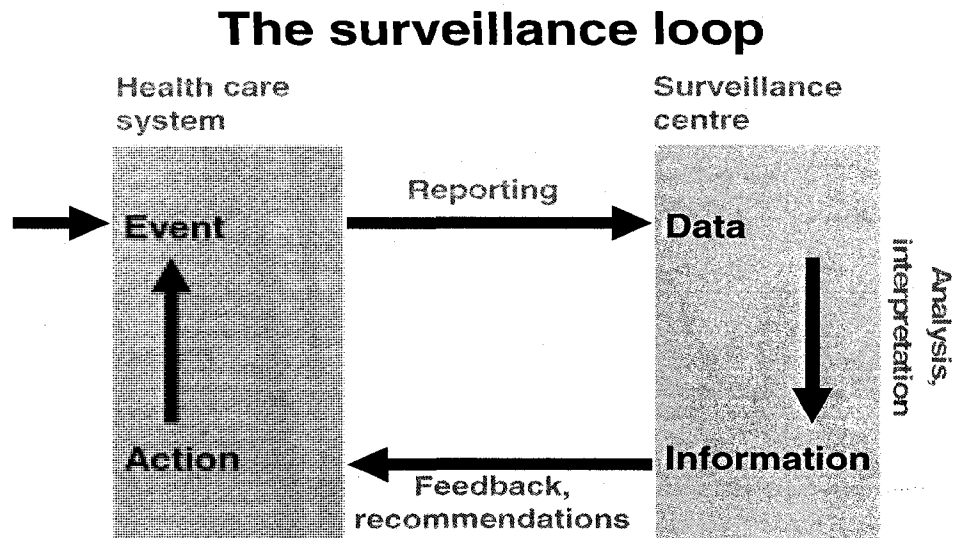 The surveillance loop
Health care
system
Surveillance
centre
Reporting
Event
Data
Analysis,
interpretation
Action
Information
Feedback,
recommendations